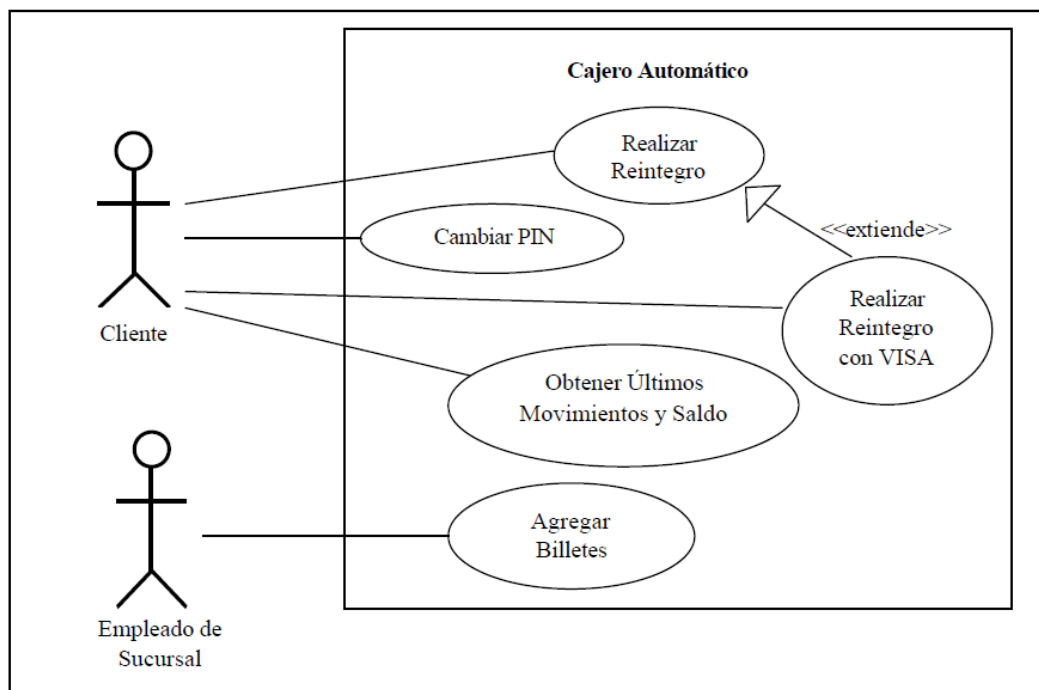 Cajero Automático
Realizar
Reintegro
Cambiar PIN
<<extiende>>
Realizar
Reintegro
con VISA
Cliente
Obtener Últimos
Movimientos y Saldo
Agregar
Billetes
Empleado de
Sucursal